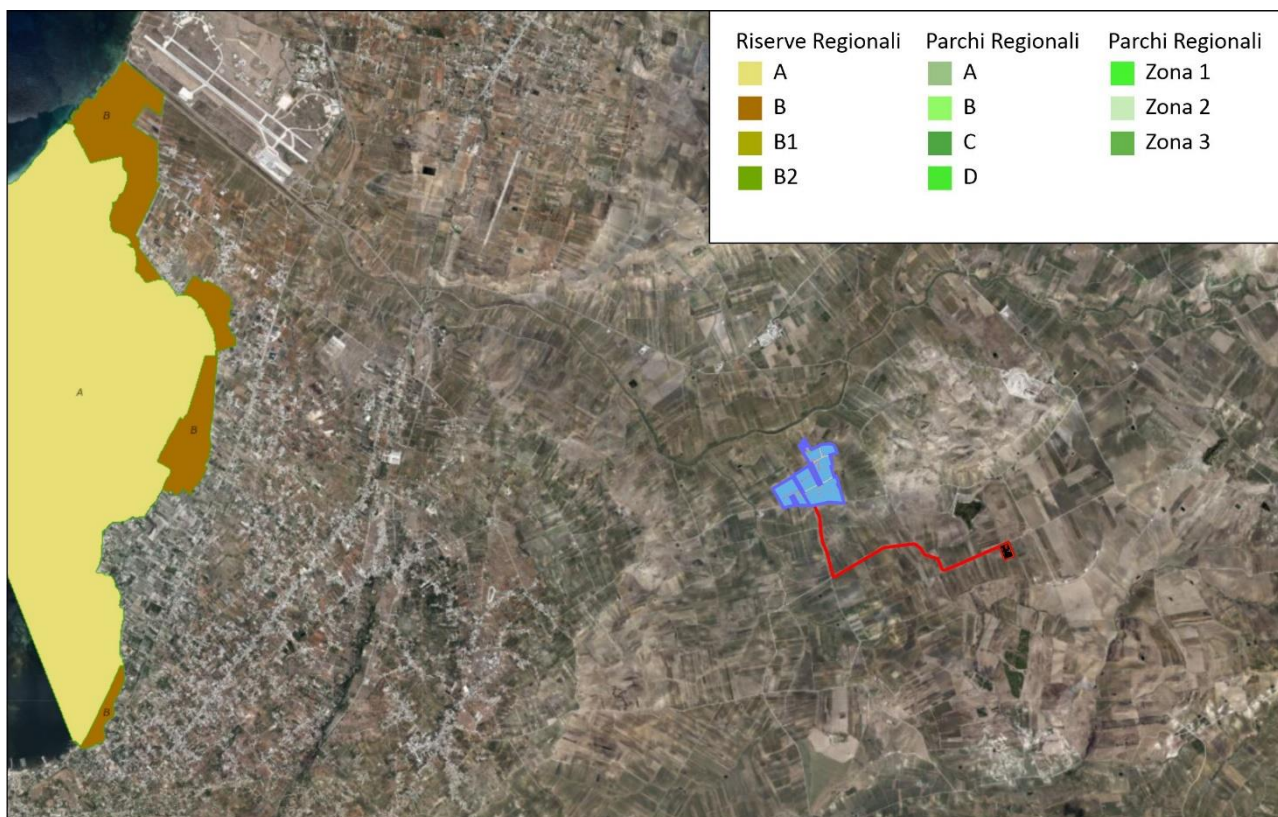 Riserve Regionali Parchi Regionali Parchi Regionali
A A Zona 1
B B Zona 2
B1 C Zona 3
B2 D
B
A
B
B